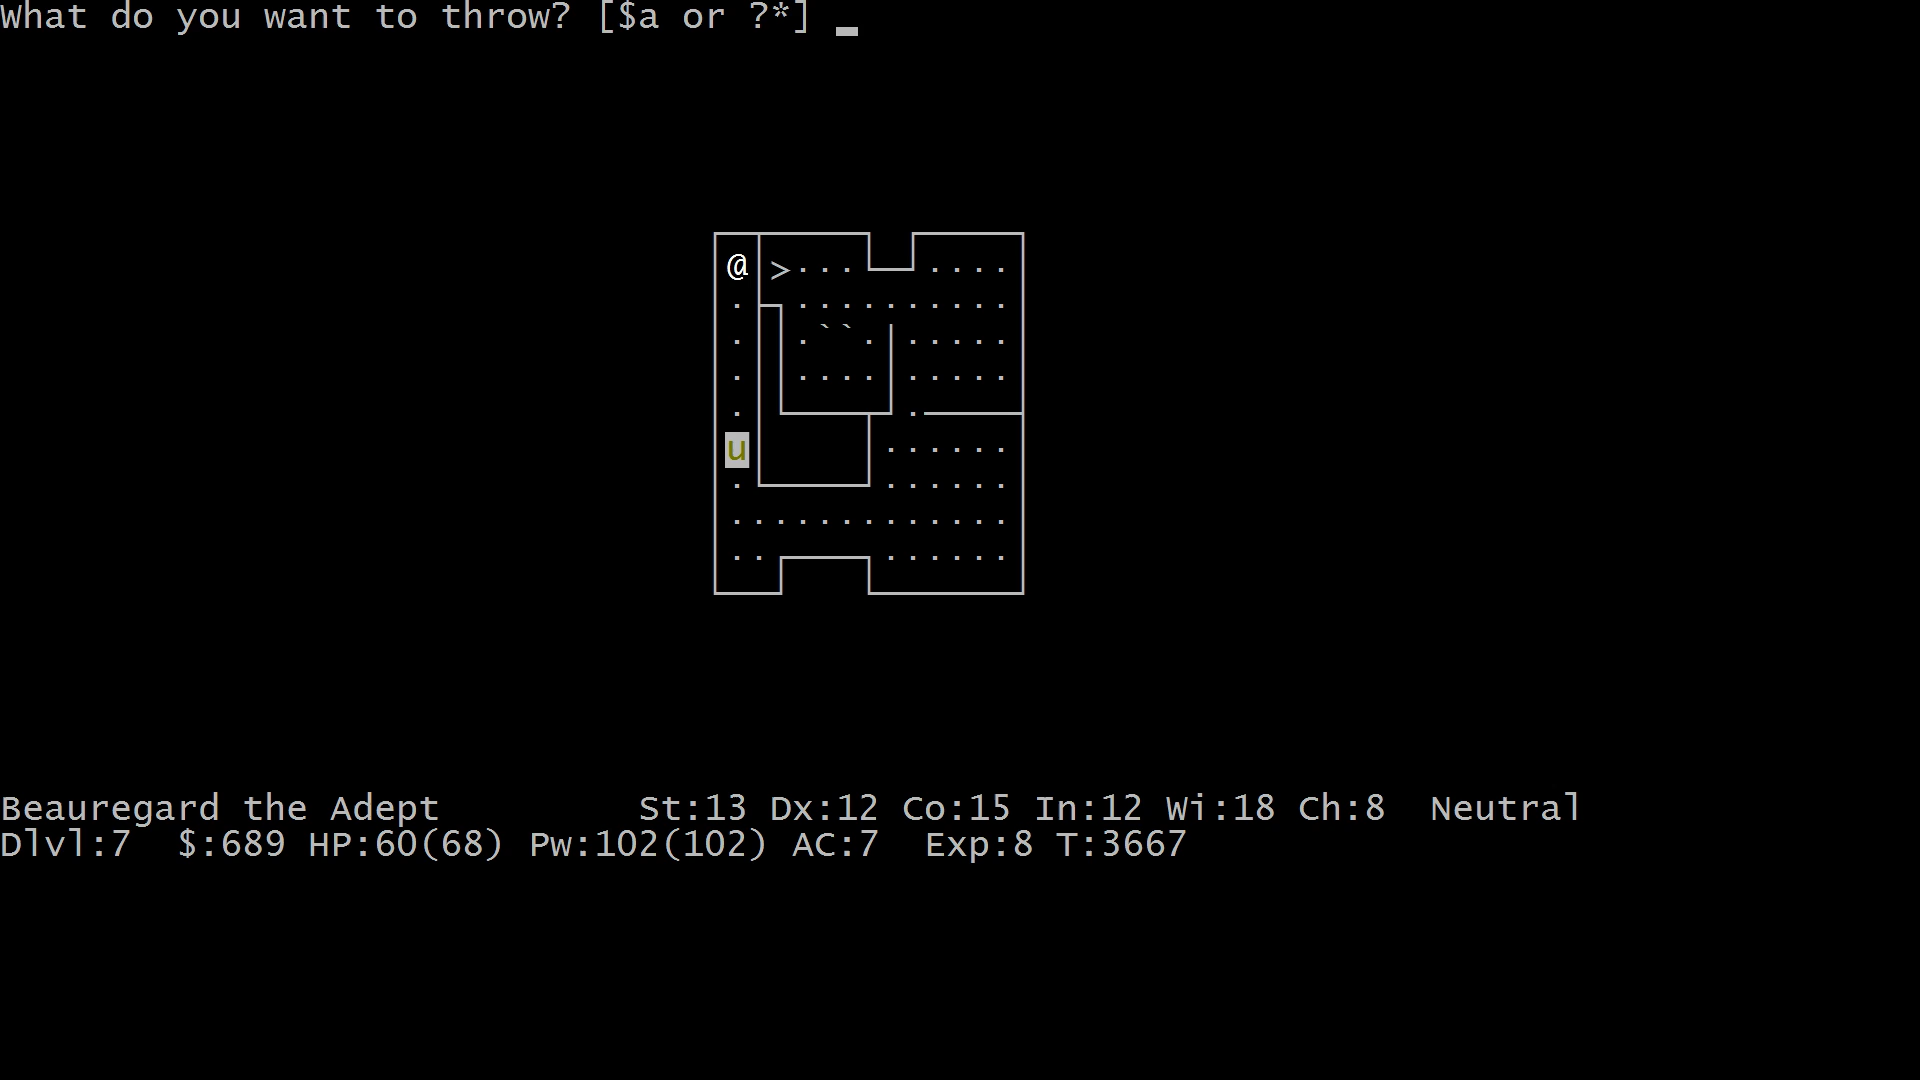 What do you want to throw? [$a or ?*]
@ > . . . . . . .
. . . . . . . . . . .
. . ` ` . . . . . .
. . . . . . . . . .
. .
u . . . . . .
. . . . . . .
. . . . . . . . . . . . .
. . . . . . . .
Beauregard the Adept St:13 Dx:12 Co:15 In:12 Wi:18 Ch:8 Neutral
Dlvl:7 $:689 HP:60(68) Pw:102(102) AC:7 Exp:8 T:3667